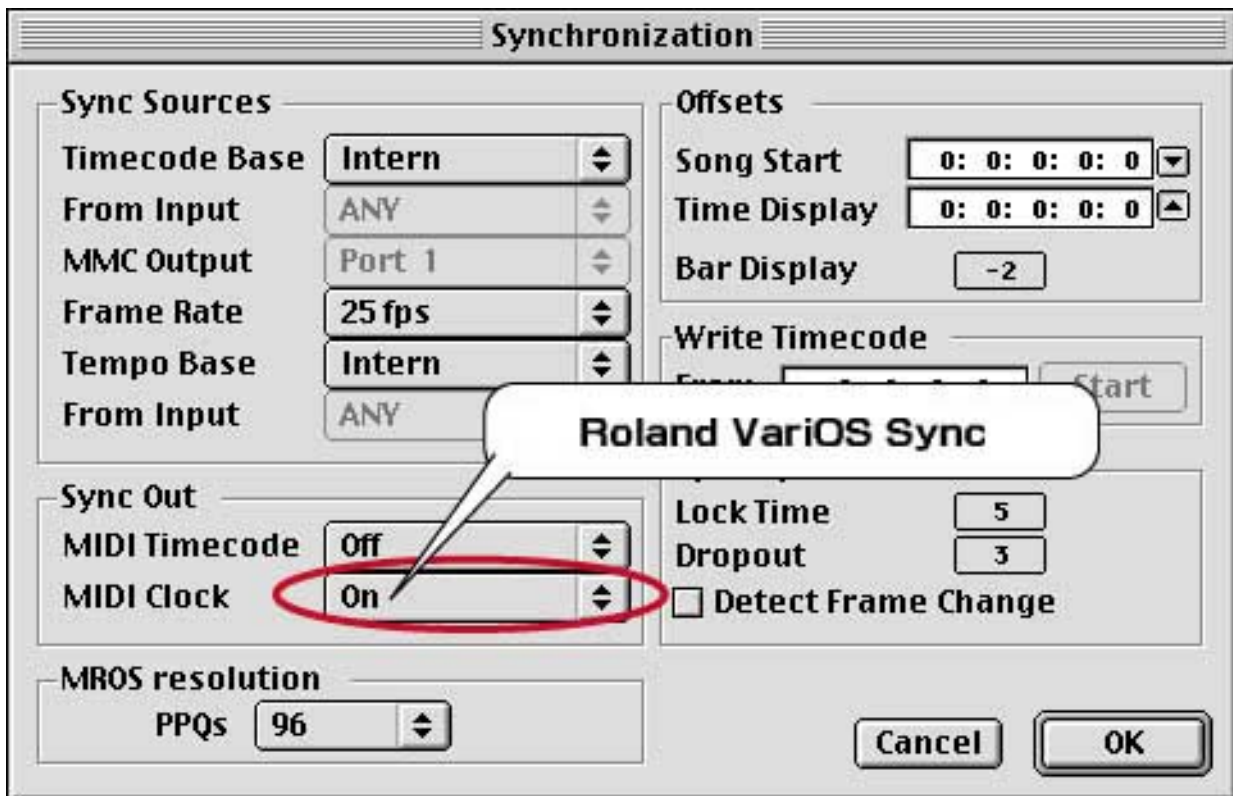 Synchronization
Sync Sources
Timecode Base Intern
From Input ANY
MMC Output Port 1
Frame Rate 25 fps
Tempo Base Intern
From Input ANY
Sync Out
MIDI Timecode Off
MIDI Clock On
MROS resolution
PPQs 96
Offsets
Song Start 0: 0: 0: 0: 0
Time Display 0: 0: 0: 0: 0
Bar Display -2
Write Timecode
Start
Roland VariOS Sync
Lock Time 5
Dropout 3
Detect Frame Change
Cancel OK